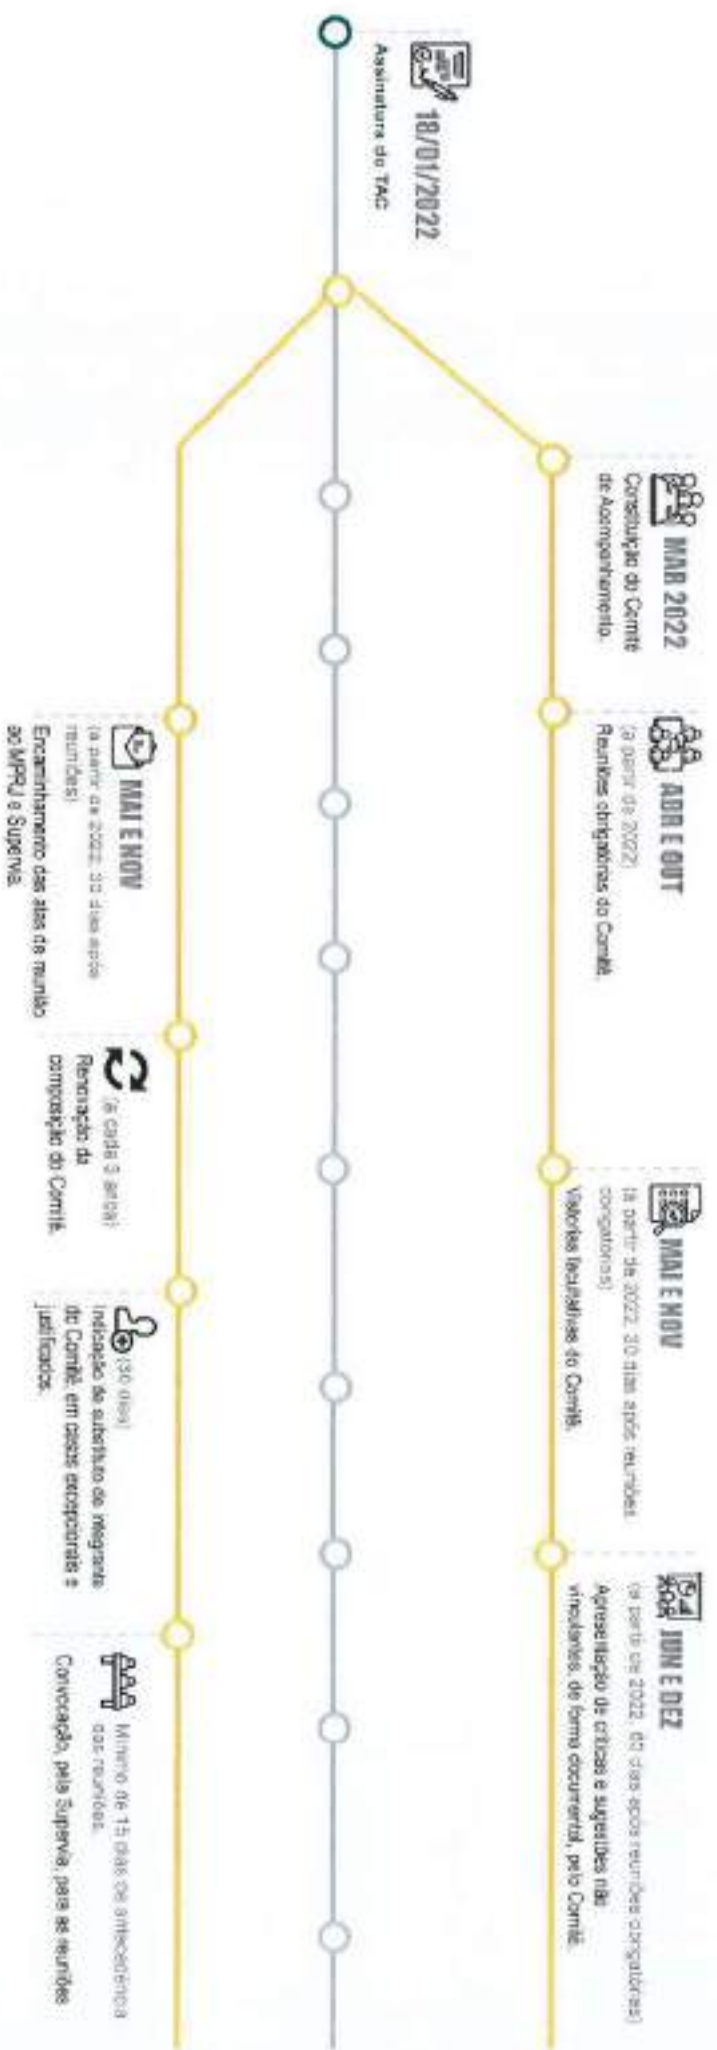 18/01/2022
Assinatura do TAC
MAR 2022
Constituição do Comitê
de Acompanhamento.
ABR E OUT
(a partir de 2022)
Reuniões obrigatórias do Comitê.
MAI E NOV
(a partir de 2022, 30 dias após reuniões
obrigatórias)
Vistorias facultativas do Comitê.
JUN E DEZ
(a partir de 2022, 60 dias após reuniões obrigatórias)
Apresentação de críticas e sugestões não
vinculantes, de forma documental, pelo Comitê.
MAI E NOV
(a partir de 2022, 30 dias após
reuniões)
Encaminhamento das atas de reunião
ao MPRJ e Supervia.
(a cada 3 anos)
Renovação da
composição do Comitê.
(30 dias)
Indicação de substituto de integrante
do Comitê, em casos excepcionais e
justificados.
Mínimo de 15 dias de antecedência
das reuniões.
Convocação, pela Supervia, para as reuniões